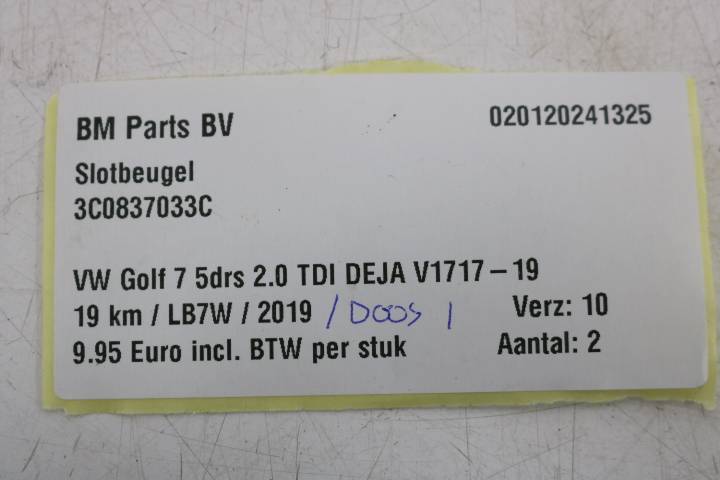 BM Parts BV 020120241325
Slotbeugel
3C0837033C
VW Golf 7 5drs 2.0 TDI DEJA V1717-19
19 km / LB7W / 2019 / DOOS 1 Verz: 10
9.95 Euro incl. BTW per stuk Aantal: 2